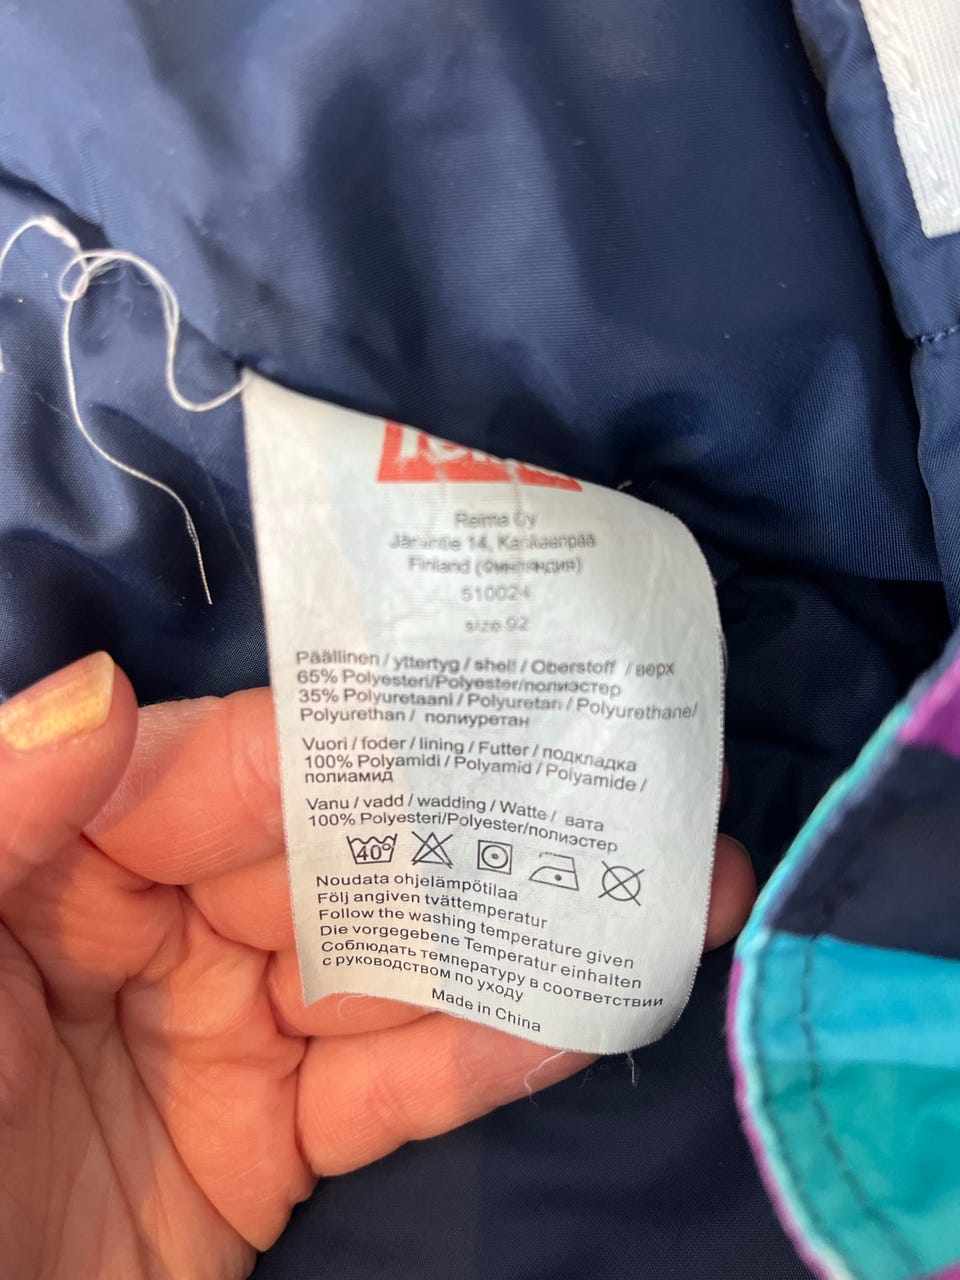 Reima Oy
Järviintie 14, Kankaanpää
Finland (Финляндия)
510024
size 92
Päällinen / yttertyg / shell / Oberstoff / верх
65% Polyesteri/Polyester/полиэстер
35% Polyuretaani / Polyuretan / Polyurethane/
Polyurethan / полиуретан
Vuori / foder / lining / Futter / подкладка
100% Polyamidi / Polyamid / Polyamide /
полиамид
Vanu / vadd / wadding / Watte / вата
100% Polyesteri/Polyester/полиэстер
40°
Noudata ohjelämpötilaa
Följ angiven tvättemperatur
Follow the washing temperature given
Die vorgegebene Temperatur einhalten
Соблюдать температуру в соответствии
с руководством по уходу
Made in China